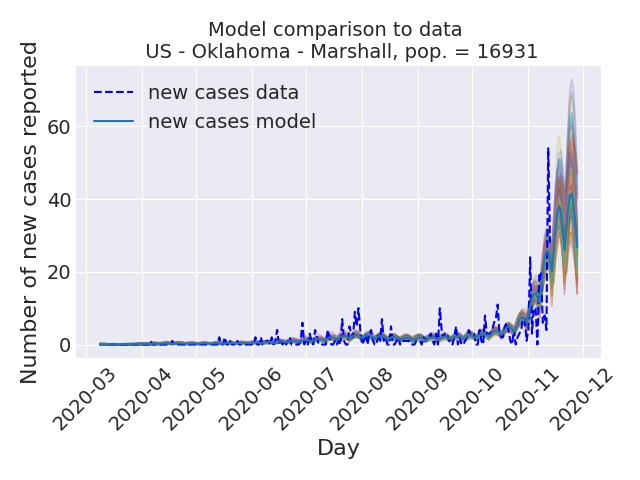 Model comparison to data
US - Oklahoma - Marshall, pop. = 16931
Number of new cases reported
new cases data
new cases model
60
40
20
0
2020-03
2020-04
2020-05
2020-06
2020-07
2020-08
2020-09
2020-10
2020-11
2020-12
Day